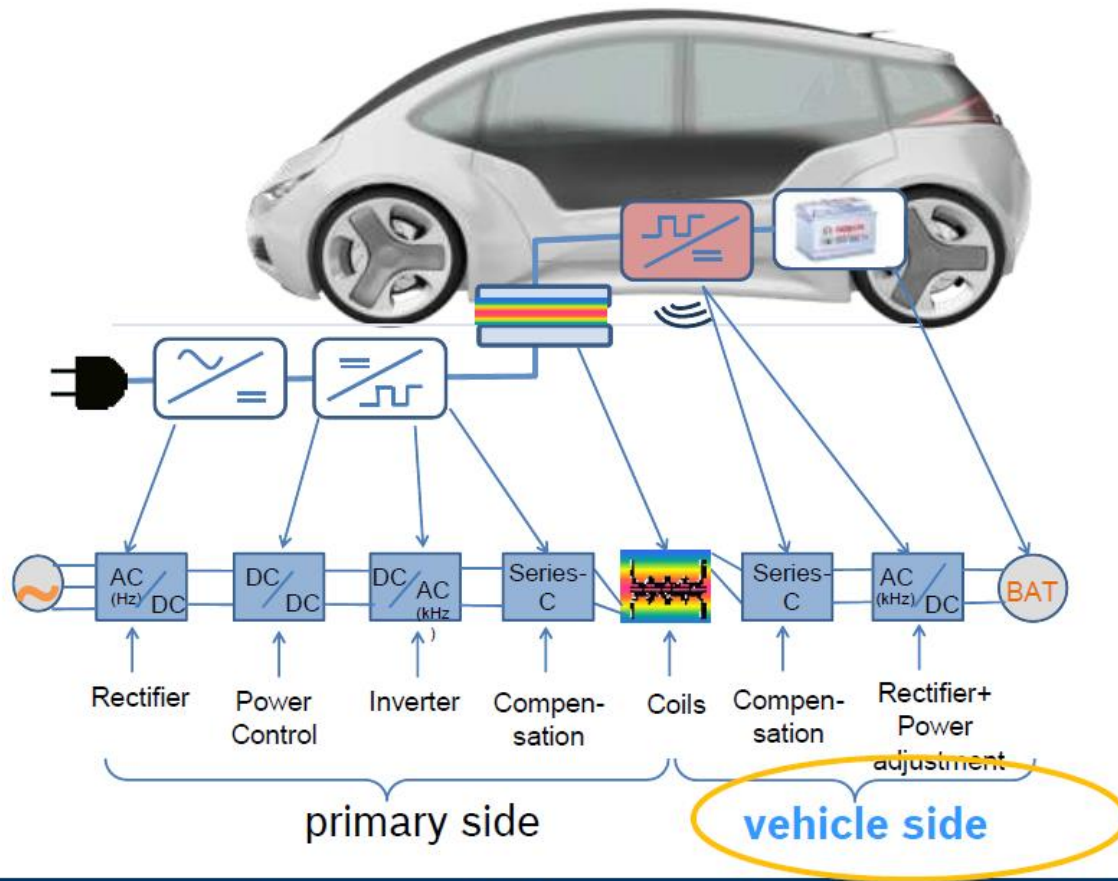 AC
(Hz)
DC
DC
DC
DC
AC
(kHz
)
Series-
C
Series-
C
AC
(kHz)
DC
BAT
Rectifier
Power
Control
Inverter
Compen-
sation
Coils
Compen-
sation
Rectifier+
Power
adjustment
primary side
vehicle side